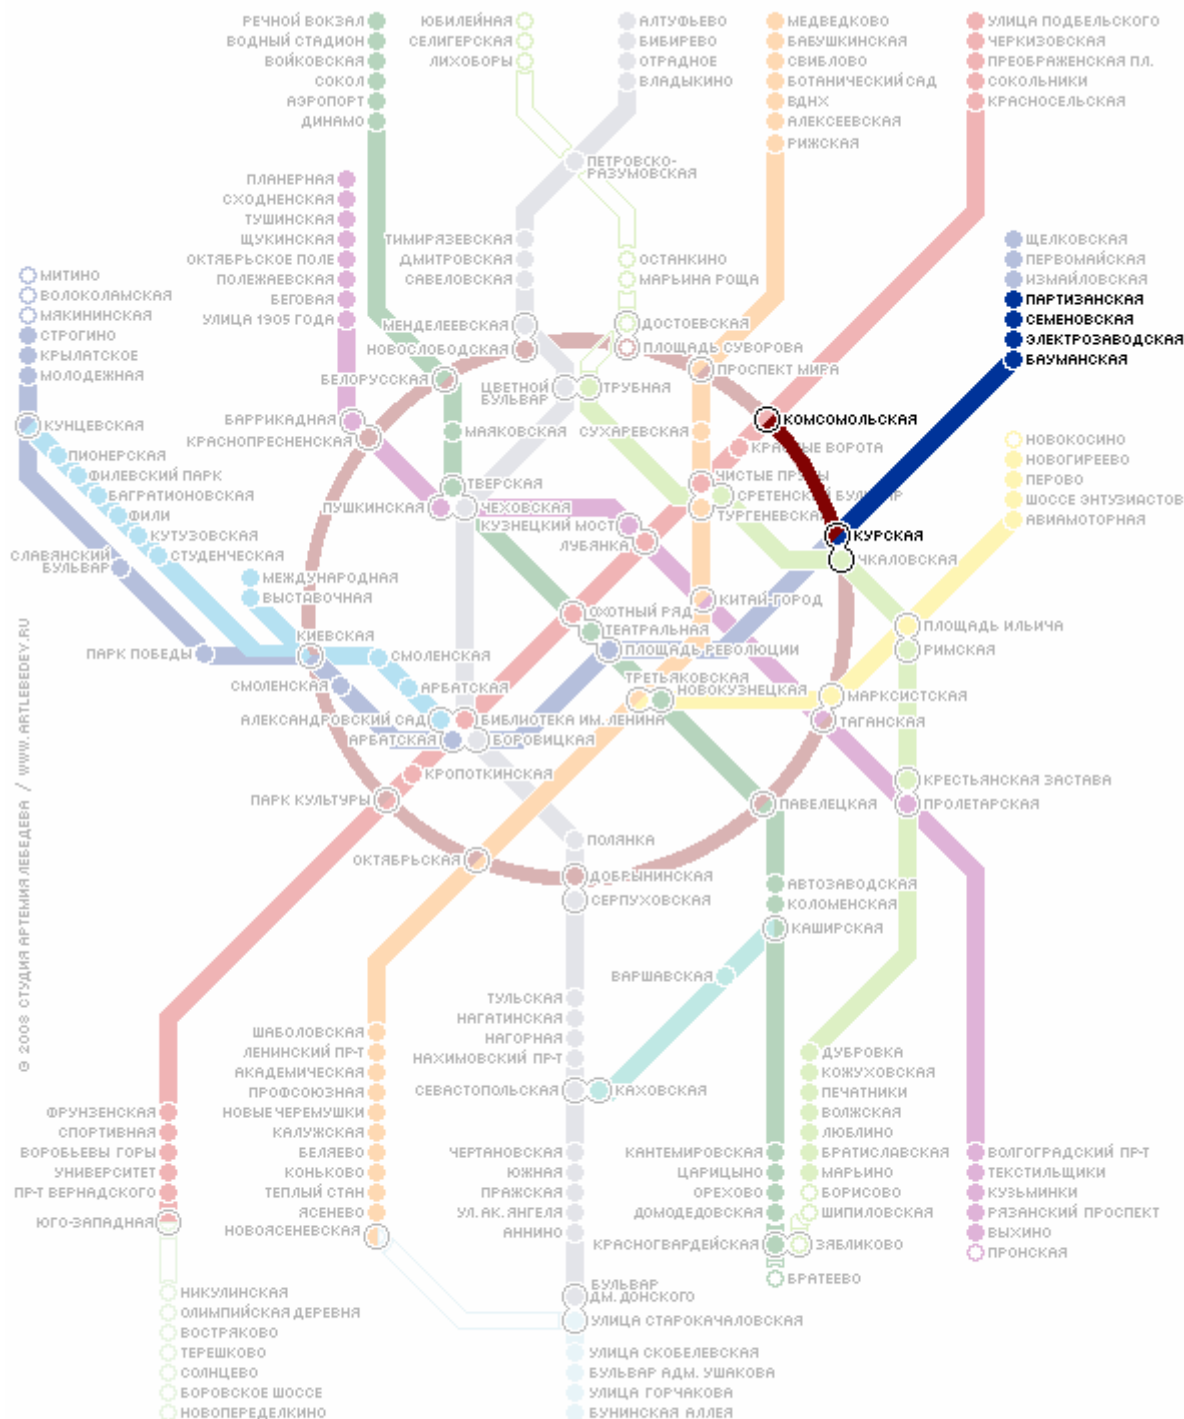 РЕЧНОЙ ВОКЗАЛ
ВОДНЫЙ СТАДИОН
ВОЙКОВСКАЯ
СОКОЛ
АЭРОПОРТ
ДИНАМО
ЮБИЛЕЙНАЯ
СЕЛИГЕРСКАЯ
ЛИХОБОРЫ
АЛТУФЬЕВО
БИБИРЕВО
ОТРАДНОЕ
ВЛАДЫКИНО
МЕДВЕДКОВО
БАБУШКИНСКАЯ
СВИБЛОВО
БОТАНИЧЕСКИЙ САД
ВДНХ
АЛЕКСЕЕВСКАЯ
РИЖСКАЯ
УЛИЦА ПОДБЕЛЬСКОГО
ЧЕРКИЗОВСКАЯ
ПРЕОБРАЖЕНСКАЯ ПЛ.
СОКОЛЬНИКИ
КРАСНОСЕЛЬСКАЯ
ПЕТРОВСКО-
РАЗУМОВСКАЯ
ПЛАНЕРНАЯ
СХОДНЕНСКАЯ
ТУШИНСКАЯ
ЩУКИНСКАЯ
ОКТЯБРЬСКОЕ ПОЛЕ
ПОЛЕЖАЕВСКАЯ
БЕГОВАЯ
УЛИЦА 1905 ГОДА
ТИМИРЯЗЕВСКАЯ
ДМИТРОВСКАЯ
САВЕЛОВСКАЯ
ОСТАНКИНО
МАРЬИНА РОЩА
ЩЕЛКОВСКАЯ
ПЕРВОМАЙСКАЯ
ИЗМАЙЛОВСКАЯ
ПАРТИЗАНСКАЯ
СЕМЕНОВСКАЯ
ЭЛЕКТРОЗАВОДСКАЯ
БАУМАНСКАЯ
МИТИНО
ВОЛОКОЛАМСКАЯ
МЯКИНИНСКАЯ
СТРОГИНО
КРЫЛАТСКОЕ
МОЛОДЕЖНАЯ
МЕНДЕЛЕЕВСКАЯ
НОВОСЛОБОДСКАЯ
ДОСТОЕВСКАЯ
ПЛОЩАДЬ СУВОРОВА
ПРОСПЕКТ МИРА
БЕЛОРУССКАЯ
ЦВЕТНОЙ
БУЛЬВАР
ТРУБНАЯ
КУНЦЕВСКАЯ
ПИОНЕРСКАЯ
ФИЛЕВСКИЙ ПАРК
БАГРАТИОНОВСКАЯ
ФИЛИ
КУТУЗОВСКАЯ
СТУДЕНЧЕСКАЯ
БАРРИКАДНАЯ
КРАСНОПРЕСНЕНСКАЯ
МАЯКОВСКАЯ
СУХАРЕВСКАЯ
КОМСОМОЛЬСКАЯ
КРАСНЫЕ ВОРОТА
НОВОКОСИНО
НОВОГИРЕЕВО
ПЕРОВО
ШОССЕ ЭНТУЗИАСТОВ
АВИАМОТОРНАЯ
ТВЕРСКАЯ
ПУШКИНСКАЯ
ЧЕХОВСКАЯ
КУЗНЕЦКИЙ МОСТ
ЛУБЯНКА
ЧИСТЫЕ ПРУДЫ
СРЕТЕНСКИЙ БУЛЬВАР
ТУРГЕНЕВСКАЯ
КУРСКАЯ
ЧКАЛОВСКАЯ
СЛАВЯНСКИЙ
БУЛЬВАР
МЕЖДУНАРОДНАЯ
ВЫСТАВОЧНАЯ
КИТАЙ-ГОРОД
ОХОТНЫЙ РЯД
ТЕАТРАЛЬНАЯ
ПЛОЩАДЬ РЕВОЛЮЦИИ
ПЛОЩАДЬ ИЛЬИЧА
РИМСКАЯ
КИЕВСКАЯ
ПАРК ПОБЕДЫ
СМОЛЕНСКАЯ
СМОЛЕНСКАЯ
АРБАТСКАЯ
ТРЕТЬЯКОВСКАЯ
НОВОКУЗНЕЦКАЯ
МАРКСИСТСКАЯ
ТАГАНСКАЯ
АЛЕКСАНДРОВСКИЙ САД
БИБЛИОТЕКА ИМ. ЛЕНИНА
АРБАТСКАЯ
БОРОВИЦКАЯ
КРОПОТКИНСКАЯ
ПАРК КУЛЬТУРЫ
ПАВЕЛЕЦКАЯ
КРЕСТЬЯНСКАЯ ЗАСТАВА
ПРОЛЕТАРСКАЯ
ПОЛЯНКА
ОКТЯБРЬСКАЯ
ДОБРЫНИНСКАЯ
СЕРПУХОВСКАЯ
АВТОЗАВОДСКАЯ
КОЛОМЕНСКАЯ
КАШИРСКАЯ
ВАРШАВСКАЯ
© 2008 СТУДИЯ АРТЕМИЯ ЛЕБЕДЕВА / WWW.ARTLEBEDEV.RU
ТУЛЬСКАЯ
НАГАТИНСКАЯ
НАГОРНАЯ
НАХИМОВСКИЙ ПР-Т
СЕВАСТОПОЛЬСКАЯ
КАХОВСКАЯ
ШАБОЛОВСКАЯ
ЛЕНИНСКИЙ ПР-Т
АКАДЕМИЧЕСКАЯ
ПРОФСОЮЗНАЯ
НОВЫЕ ЧЕРЕМУШКИ
КАЛУЖСКАЯ
БЕЛЯЕВО
КОНЬКОВО
ТЕПЛЫЙ СТАН
ЯСЕНЕВО
НОВОЯСЕНЕВСКАЯ
ФРУНЗЕНСКАЯ
СПОРТИВНАЯ
ВОРОБЬЕВЫ ГОРЫ
УНИВЕРСИТЕТ
ПР-Т ВЕРНАДСКОГО
ЮГО-ЗАПАДНАЯ
ЧЕРТАНОВСКАЯ
ЮЖНАЯ
ПРАЖСКАЯ
УЛ. АК. ЯНГЕЛЯ
АННИНО
БУЛЬВАР
ДМ. ДОНСКОГО
УЛИЦА СТАРОКАЧАЛОВСКАЯ
УЛИЦА СКОБЕЛЕВСКАЯ
БУЛЬВАР АДМ. УШАКОВА
УЛИЦА ГОРЧАКОВА
БУНИНСКАЯ АЛЛЕЯ
ДУБРОВКА
КОЖУХОВСКАЯ
ПЕЧАТНИКИ
ВОЛЖСКАЯ
ЛЮБЛИНО
БРАТИСЛАВСКАЯ
МАРЬИНО
БОРИСОВО
ШИПИЛОВСКАЯ
ЗЯБЛИКОВО
КАНТЕМИРОВСКАЯ
ЦАРИЦЫНО
ОРЕХОВО
ДОМОДЕДОВСКАЯ
КРАСНОГВАРДЕЙСКАЯ
БРАТЕЕВО
ВОЛГОГРАДСКИЙ ПР-Т
ТЕКСТИЛЬЩИКИ
КУЗЬМИНКИ
РЯЗАНСКИЙ ПРОСПЕКТ
ВЫХИНО
ПРОНСКАЯ
НИКУЛИНСКАЯ
ОЛИМПИЙСКАЯ ДЕРЕВНЯ
ВОСТРЯКОВО
ТЕРЕШКОВО
СОЛНЦЕВО
БОРОВСКОЕ ШОССЕ
НОВОПЕРЕДЕЛКИНО